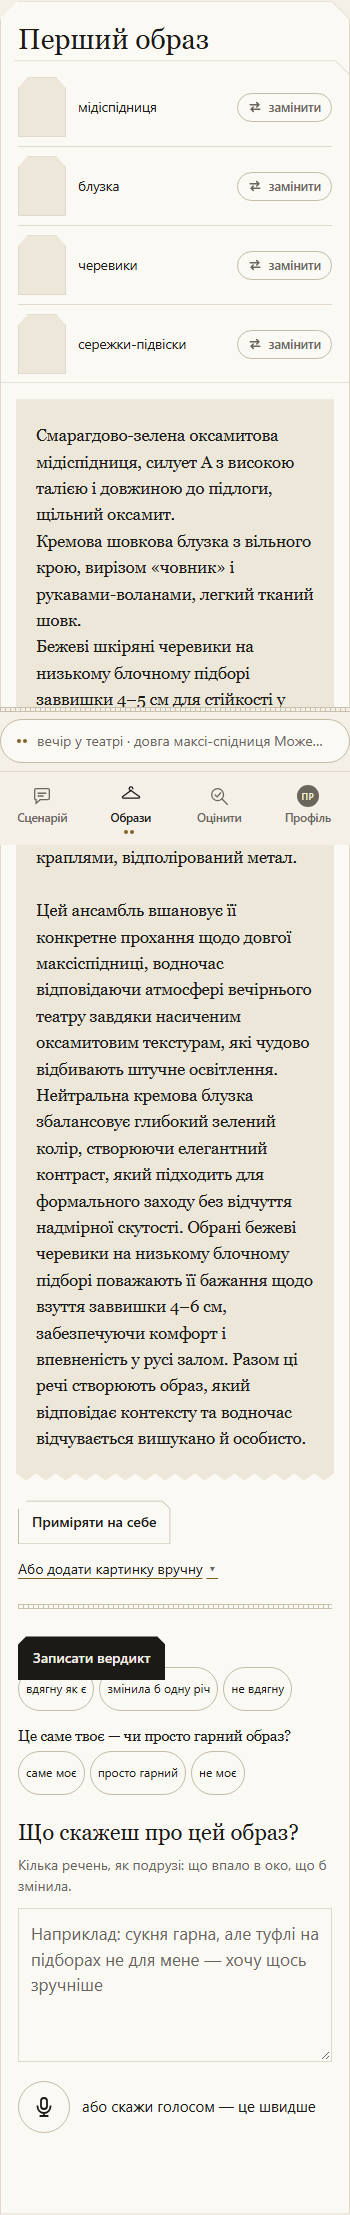 Перший образ
мідіспідниця
замінити
блузка
замінити
черевики
замінити
сережки-підвіски
замінити
Смарагдово-зелена оксамитова
мідіспідниця, силует А з високою
талією і довжиною до підлоги,
щільний оксамит.
Кремова шовкова блузка з вільного
крою, вирізом «човник» і
рукавами-воланами, легкий тканий
шовк.
Бежеві шкіряні черевики на
низькому блочному підборі
заввишки 4–5 см для стійкості у
вечір у театрі · довга максі-спідниця Може...
Сценарій
Образи
Оцінити
ПР
Профіль
краплями, відполірований метал.
Цей ансамбль вшановує її
конкретне прохання щодо довгої
максіспідниці, водночас
відповідаючи атмосфері вечірнього
театру завдяки насиченим
оксамитовим текстурам, які чудово
відбивають штучне освітлення.
Нейтральна кремова блузка
збалансовує глибокий зелений
колір, створюючи елегантний
контраст, який підходить для
формального заходу без відчуття
надмірної скутості. Обрані бежеві
черевики на низькому блочному
підборі поважають її бажання щодо
взуття заввишки 4–6 см,
забезпечуючи комфорт і
впевненість у русі залом. Разом ці
речі створюють образ, який
відповідає контексту та водночас
відчувається вишукано й особисто.
Приміряти на себе
Або додати картинку вручну
Записати вердикт
вдягну як є
змінила б одну річ
не вдягну
Це саме твоє — чи просто гарний образ?
саме моє
просто гарний
не моє
Що скажеш про цей образ?
Кілька речень, як подрузі: що впало в око, що б
змінила.
Наприклад: сукня гарна, але туфлі на
підборах не для мене — хочу щось
зручніше
або скажи голосом — це швидше